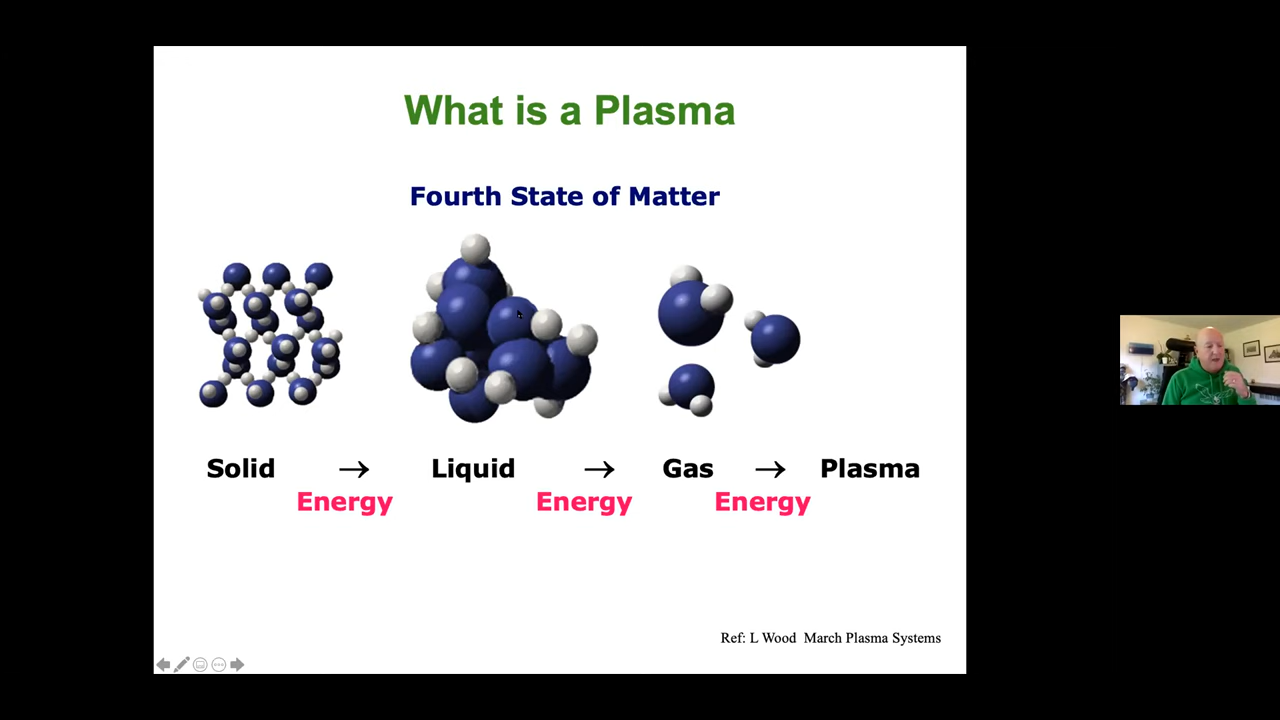 What is a Plasma
Fourth State of Matter
Solid → Liquid → Gas → Plasma
Energy Energy Energy
Ref: L Wood March Plasma Systems